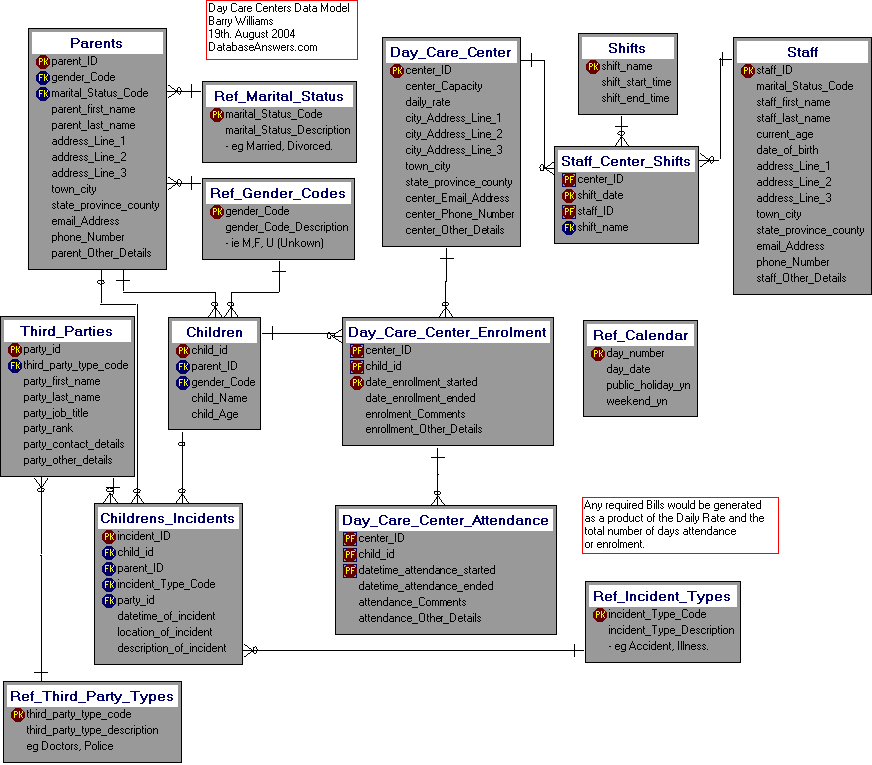 Day Care Centers Data Model
Barry Williams
19th. August 2004
DatabaseAnswers.com
Parents
PK parent_ID
FK gender_Code
FK marital_Status_Code
parent_first_name
parent_last_name
address_Line_1
address_Line_2
address_Line_3
town_city
state_province_county
email_Address
phone_Number
parent_Other_Details
Ref_Marital_Status
PK marital_Status_Code
marital_Status_Description
- eg Married, Divorced.
Ref_Gender_Codes
PK gender_Code
gender_Code_Description
- ie M,F, U (Unkown)
Day_Care_Center
PK center_ID
center_Capacity
daily_rate
city_Address_Line_1
city_Address_Line_2
city_Address_Line_3
town_city
state_province_county
center_Email_Address
center_Phone_Number
center_Other_Details
Shifts
PK shift_name
shift_start_time
shift_end_time
Staff_Center_Shifts
PF center_ID
PK shift_date
PF staff_ID
FK shift_name
Staff
PK staff_ID
marital_Status_Code
staff_first_name
staff_last_name
current_age
date_of_birth
address_Line_1
address_Line_2
address_Line_3
town_city
state_province_county
email_Address
phone_Number
staff_Other_Details
Third_Parties
PK party_id
FK third_party_type_code
party_first_name
party_last_name
party_job_title
party_rank
party_contact_details
party_other_details
Children
PK child_id
FK parent_ID
FK gender_Code
child_Name
child_Age
Day_Care_Center_Enrolment
PF center_ID
PF child_id
PK date_enrollment_started
date_enrollment_ended
enrolment_Comments
enrollment_Other_Details
Ref_Calendar
PK day_number
day_date
public_holiday_yn
weekend_yn
Childrens_Incidents
PK incident_ID
FK child_id
FK parent_ID
FK incident_Type_Code
FK party_id
datetime_of_incident
location_of_incident
description_of_incident
Day_Care_Center_Attendance
PF center_ID
PF child_id
PF datetime_attendance_started
datetime_attendance_ended
attendance_Comments
attendance_Other_Details
Any required Bills would be generated
as a product of the Daily Rate and the
total number of days attendance
or enrolment.
Ref_Incident_Types
PK incident_Type_Code
incident_Type_Description
- eg Accident, Illness.
Ref_Third_Party_Types
PK third_party_type_code
third_party_type_description
eg Doctors, Police